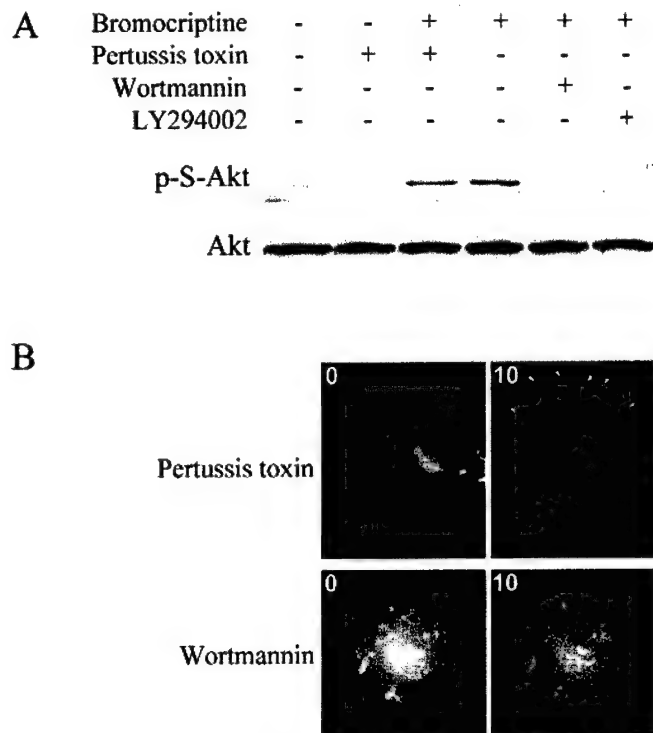 A
Bromocriptine - - + + + +
Pertussis toxin - + + - - -
Wortmannin - - - - + -
LY294002 - - - - - +
p-S-Akt
Akt
B
0 10
Pertussis toxin
0 10
Wortmannin